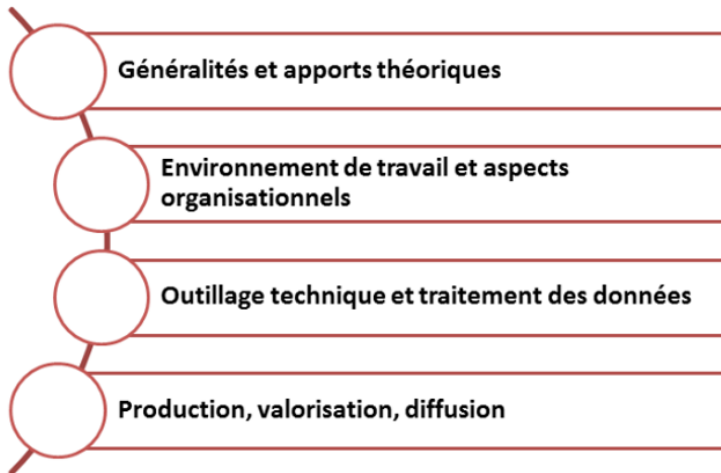 Généralités et apports théoriques
Environnement de travail et aspects
organisationnels
Outillage technique et traitement des données
Production, valorisation, diffusion